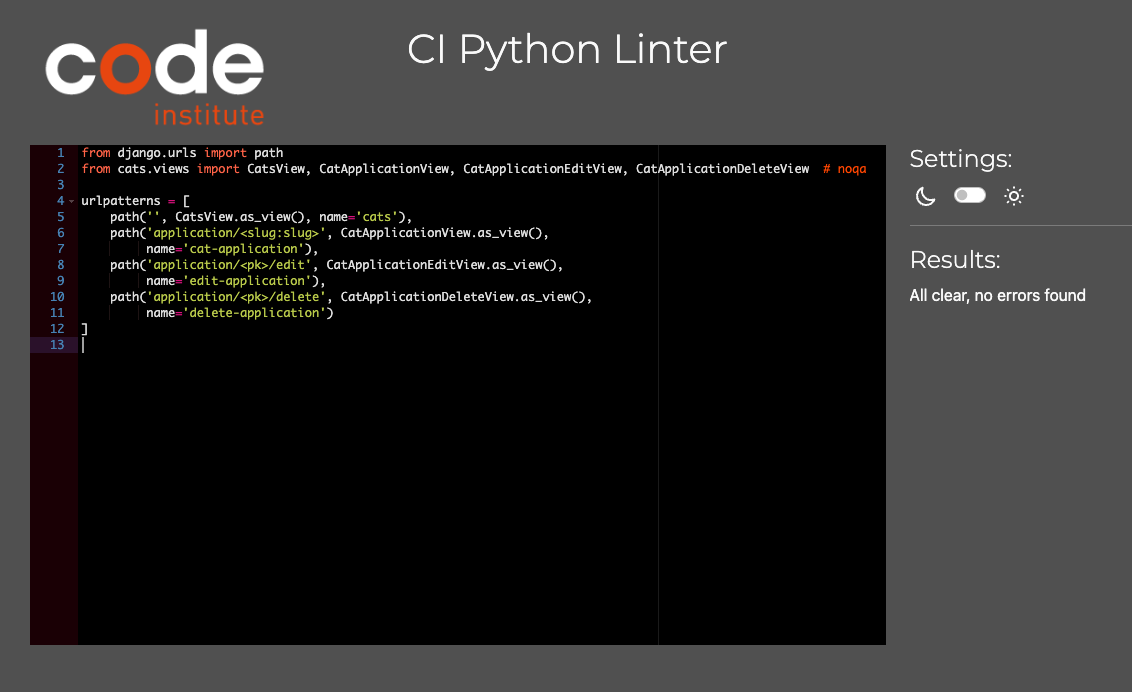 code
institute
CI Python Linter
1 from django.urls import path
2 from cats.views import CatsView, CatApplicationView, CatApplicationEditView, CatApplicationDeleteView  # noqa
3
4 urlpatterns = [
5     path('', CatsView.as_view(), name='cats'),
6     path('application/<slug:slug>', CatApplicationView.as_view(),
7          name='cat-application'),
8     path('application/<pk>/edit', CatApplicationEditView.as_view(),
9          name='edit-application'),
10     path('application/<pk>/delete', CatApplicationDeleteView.as_view(),
11          name='delete-application')
12 ]
13
Settings:
Results:
All clear, no errors found